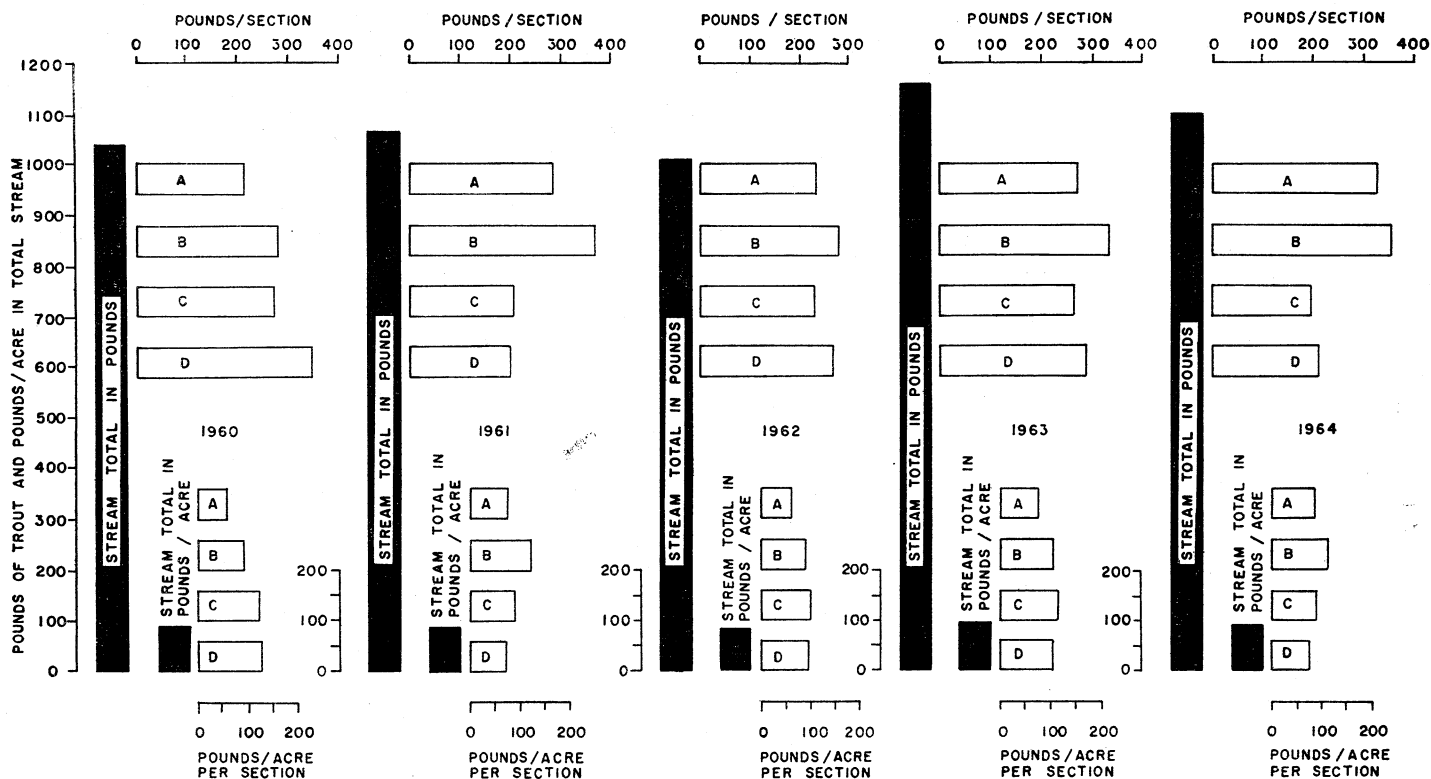 POUNDS/SECTION
POUNDS/SECTION
POUNDS / SECTION
POUNDS/SECTION
POUNDS/SECTION
0 100 200 300 400
0 100 200 300 400
0 100 200 300
0 100 200 300 400
0 100 200 300 400
POUNDS OF TROUT AND POUNDS/ACRE IN TOTAL STREAM
1200
1100
1000
900
800
700
600
500
400
300
200
100
0
STREAM TOTAL IN POUNDS
A
B
C
D
1960
STREAM TOTAL IN
POUNDS / ACRE
A
B
C
D
0 100 200
POUNDS/ACRE
PER SECTION
200
100
0
STREAM TOTAL IN POUNDS
A
B
C
D
1961
STREAM TOTAL IN
POUNDS / ACRE
A
B
C
D
0 100 200
POUNDS/ACRE
PER SECTION
200
100
0
STREAM TOTAL IN POUNDS
A
B
C
D
1962
STREAM TOTAL IN
POUNDS / ACRE
A
B
C
D
0 100 200
POUNDS/ACRE
PER SECTION
200
100
0
STREAM TOTAL IN POUNDS
A
B
C
D
1963
STREAM TOTAL IN
POUNDS / ACRE
A
B
C
D
0 100 200
POUNDS/ACRE
PER SECTION
200
100
0
STREAM TOTAL IN POUNDS
A
B
C
D
1964
STREAM TOTAL IN
POUNDS / ACRE
A
B
C
D
0 100 200
POUNDS/ACRE
PER SECTION